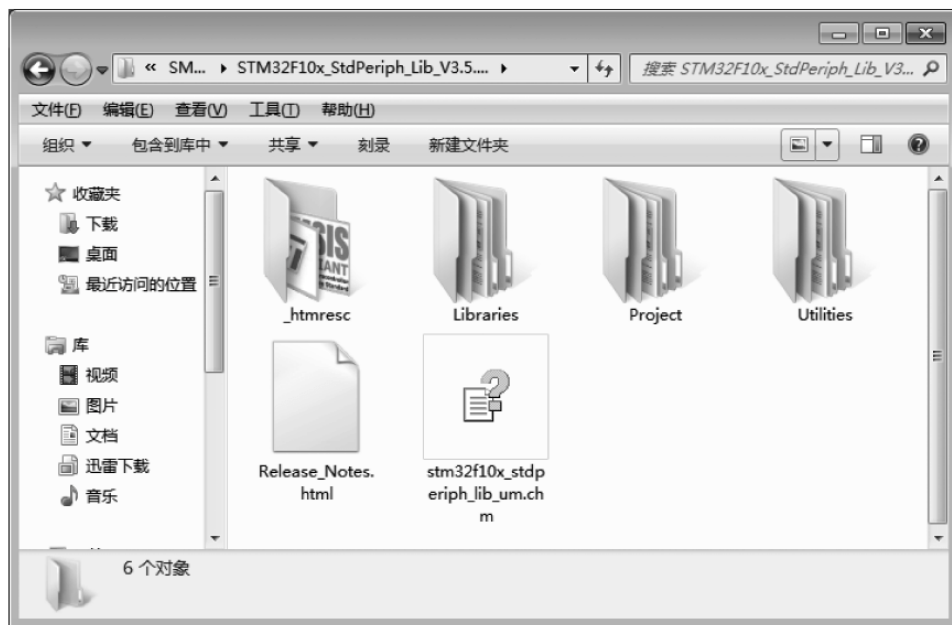 « SM... ▸ STM32F10x_StdPeriph_Lib_V3.5.... ▸
搜索 STM32F10x_StdPeriph_Lib_V3...
文件(F) 编辑(E) 查看(V) 工具(T) 帮助(H)
组织 包含到库中 共享 刻录 新建文件夹
收藏夹
下载
桌面
最近访问的位置
库
视频
图片
文档
迅雷下载
音乐
_htmresc
Libraries
Project
Utilities
Release_Notes.
html
stm32f10x_stdp
eriph_lib_um.ch
m
6 个对象